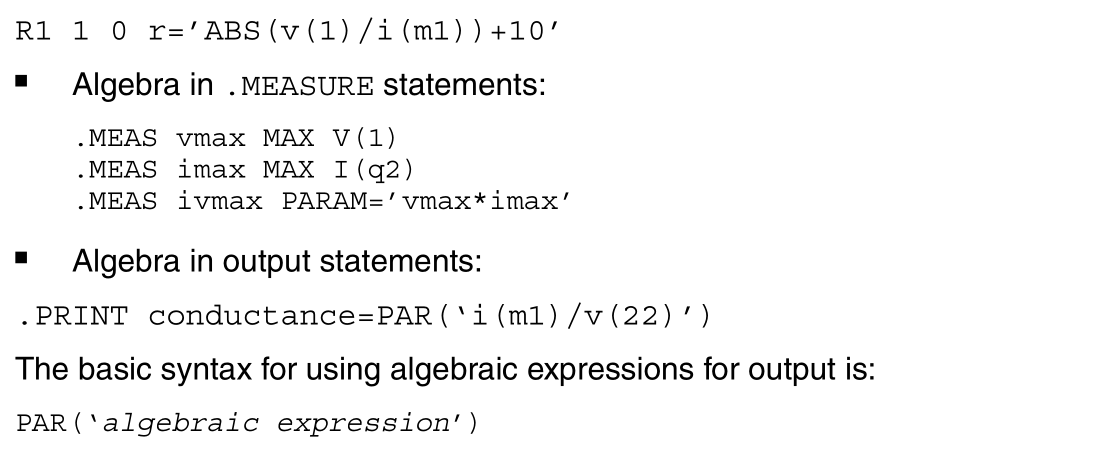 R1 1 0 r=’ABS(v(1)/i(m1))+10’
▪ Algebra in .MEASURE statements:
.MEAS vmax MAX V(1)
.MEAS imax MAX I(q2)
.MEAS ivmax PARAM=’vmax*imax’
▪ Algebra in output statements:
.PRINT conductance=PAR(‘i(m1)/v(22)’)
The basic syntax for using algebraic expressions for output is:
PAR(‘algebraic expression’)